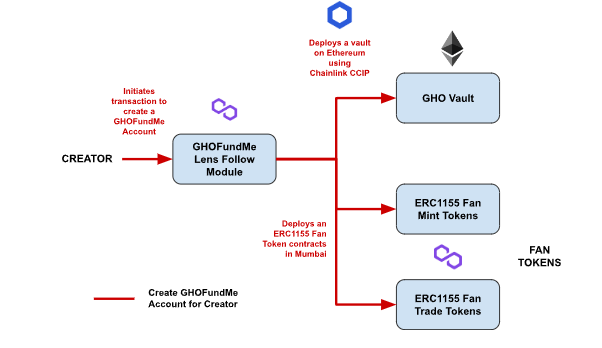 Deploys a vault
on Ethereum
using
Chainlink CCIP
Initiates
transaction to
create a
GHOFundMe
Account
GHO Vault
CREATOR
GHOFundMe
Lens Follow
Module
ERC1155 Fan
Mint Tokens
Deploys an
ERC1155 Fan
Token contracts
in Mumbai
FAN
TOKENS
ERC1155 Fan
Trade Tokens
Create GHOFundMe
Account for Creator